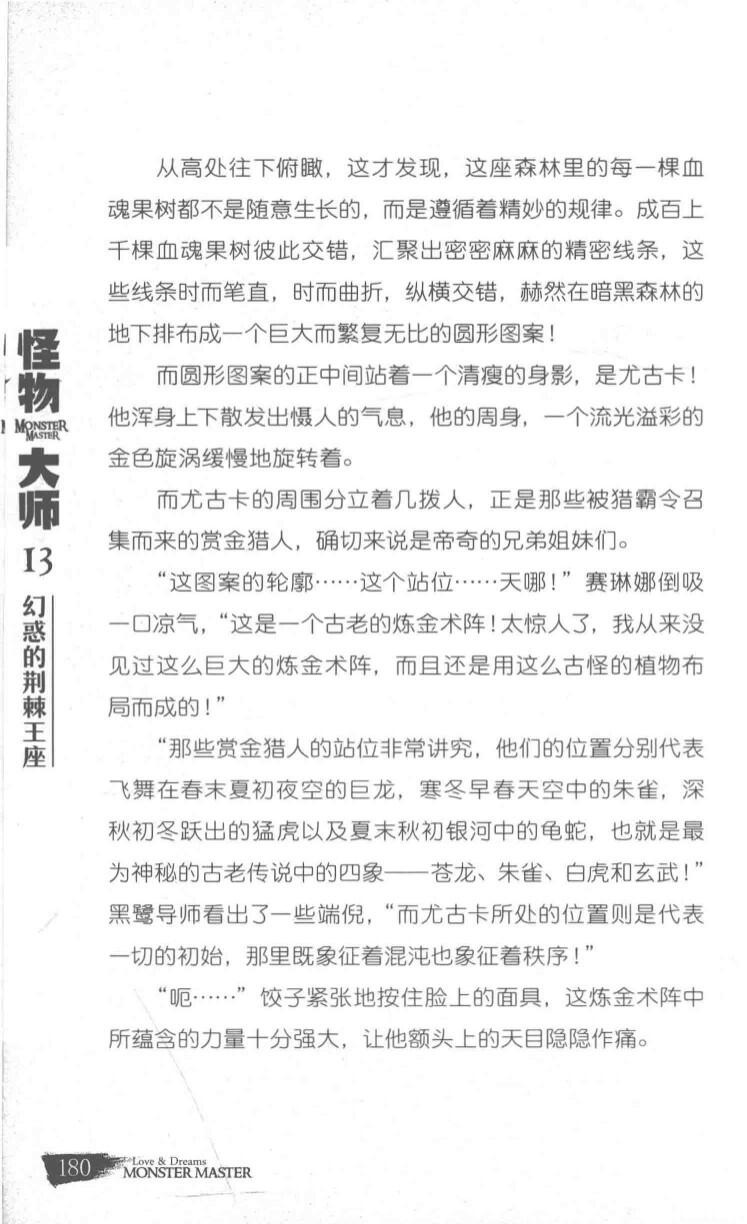 从高处往下俯瞰，这才发现，这座森林里的每一棵血
魂果树都不是随意生长的，而是遵循着精妙的规律。成百上
千棵血魂果树彼此交错，汇聚出密密麻麻的精密线条，这
些线条时而笔直，时而曲折，纵横交错，赫然在暗黑森林的
地下排布成一个巨大而繁复无比的圆形图案！
而圆形图案的正中间站着一个清瘦的身影，是尤古卡！
他浑身上下散发出慑人的气息，他的周身，一个流光溢彩的
金色旋涡缓慢地旋转着。
而尤古卡的周围分立着几拨人，正是那些被猎霸令召
集而来的赏金猎人，确切来说是帝奇的兄弟姐妹们。
“这图案的轮廓……这个站位……天哪！”赛琳娜倒吸
一口凉气，“这是一个古老的炼金术阵！太惊人了，我从来没
见过这么巨大的炼金术阵，而且还是用这么古怪的植物布
局而成的！”
“那些赏金猎人的站位非常讲究，他们的位置分别代表
飞舞在春末夏初夜空的巨龙，寒冬早春天空中的朱雀，深
秋初冬跃出的猛虎以及夏末秋初银河中的龟蛇，也就是最
为神秘的古老传说中的四象——苍龙、朱雀、白虎和玄武！”
黑鹭导师看出了一些端倪，“而尤古卡所处的位置则是代表
一切的初始，那里既象征着混沌也象征着秩序！”
“呃……”饺子紧张地按住脸上的面具，这炼金术阵中
所蕴含的力量十分强大，让他额头上的天目隐隐作痛。
怪物
MONSTER
MASTER
大师
13
幻惑的荆棘王座
180
Love & Dreams
MONSTER MASTER